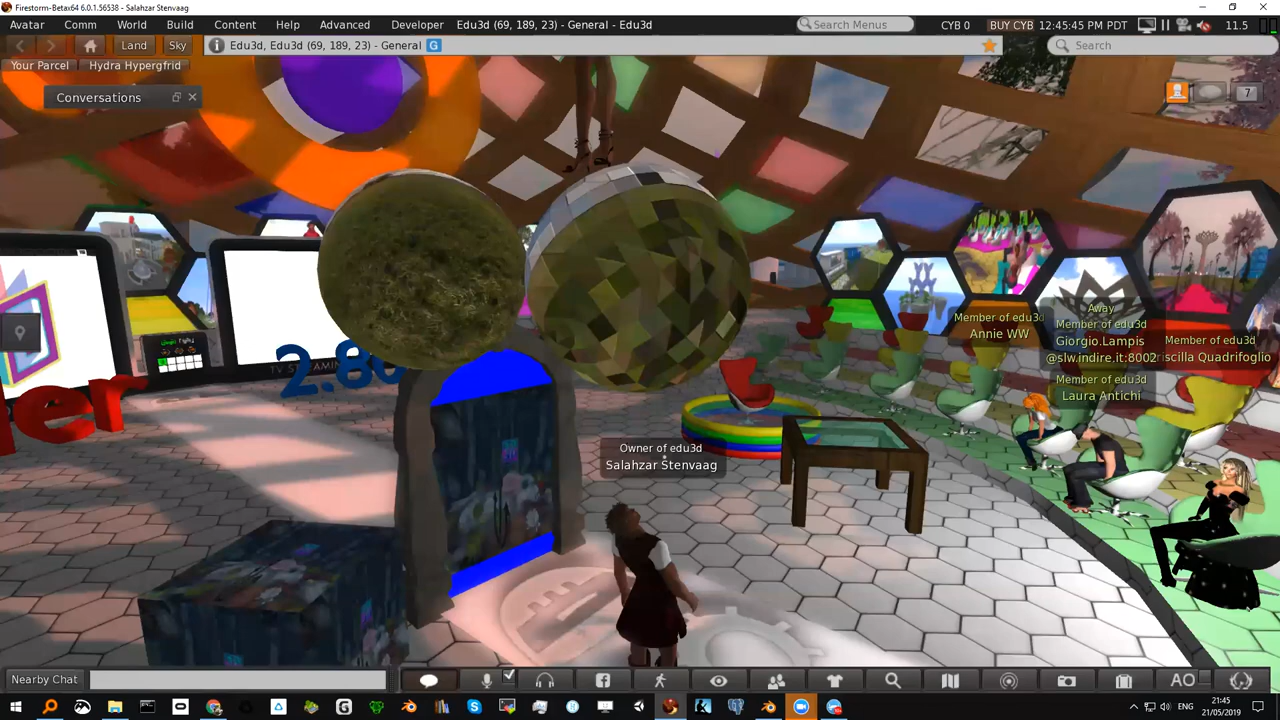 Firestorm-Betax64 6.0.1.56538 - Salahzar Stenvaag
Avatar Comm World Build Content Help Firestorm Advanced Developer Edu3d (69, 189, 23) - General - Edu3d Search Menus CYB 0 BUY CYB 12:45:45 PM PDT 11.5
Land Sky Edu3d, Edu3d (69, 189, 23) - General G Search
Your Parcel Hydra Hypergfrid
Conversations
7
Away
Member of edu3d
Annie WW
Member of edu3d
Giorgio.Lampis
@slw.indire.it:8002
Member of edu3d
riscilla Quadrifoglio
Member of edu3d
Laura Antichi
2.80
er
Owner of edu3d
Salahzar Stenvaag
Nearby Chat
AO
21:45
ENG
21/05/2019